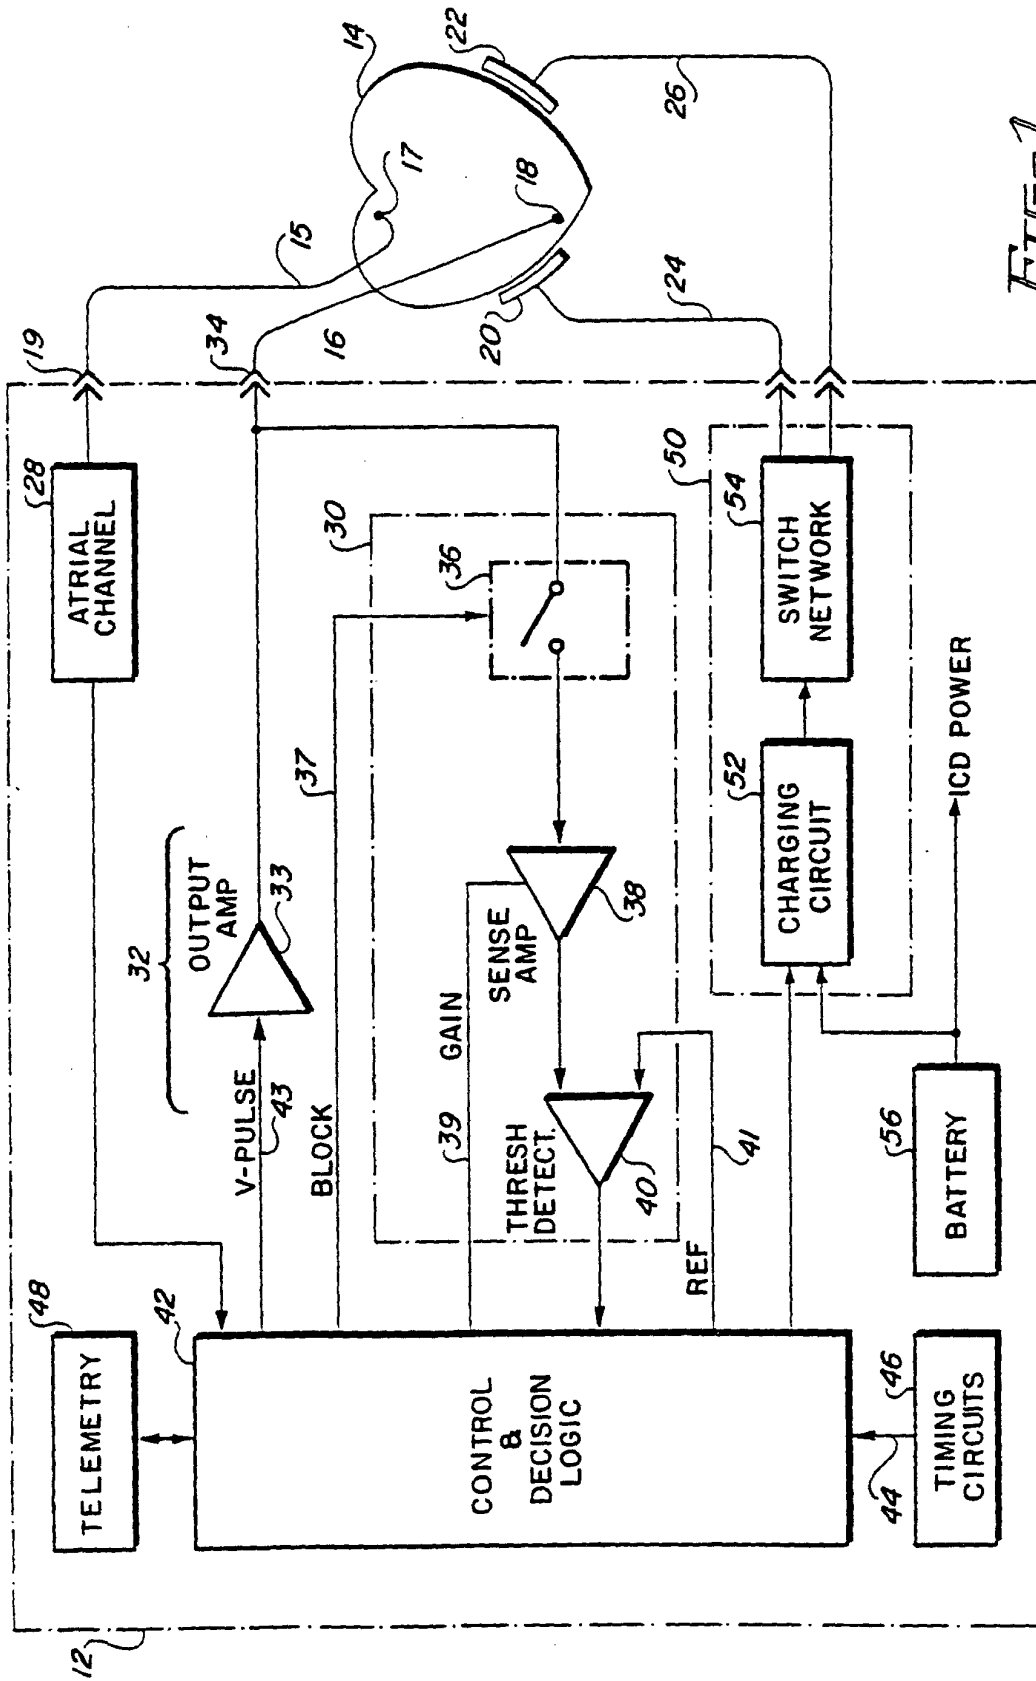 12
TELEMETRY
48
42
CONTROL
&
DECISION
LOGIC
44
46
TIMING
CIRCUITS
28
ATRIAL
CHANNEL
19
15
32
OUTPUT
AMP
33
V-PULSE
43
34
16
BLOCK
37
30
36
GAIN
39
SENSE
AMP
38
THRESH
DETECT.
40
REF
41
50
52
CHARGING
CIRCUIT
54
SWITCH
NETWORK
56
BATTERY
ICD POWER
14
17
18
20
22
24
26
Fig. 1